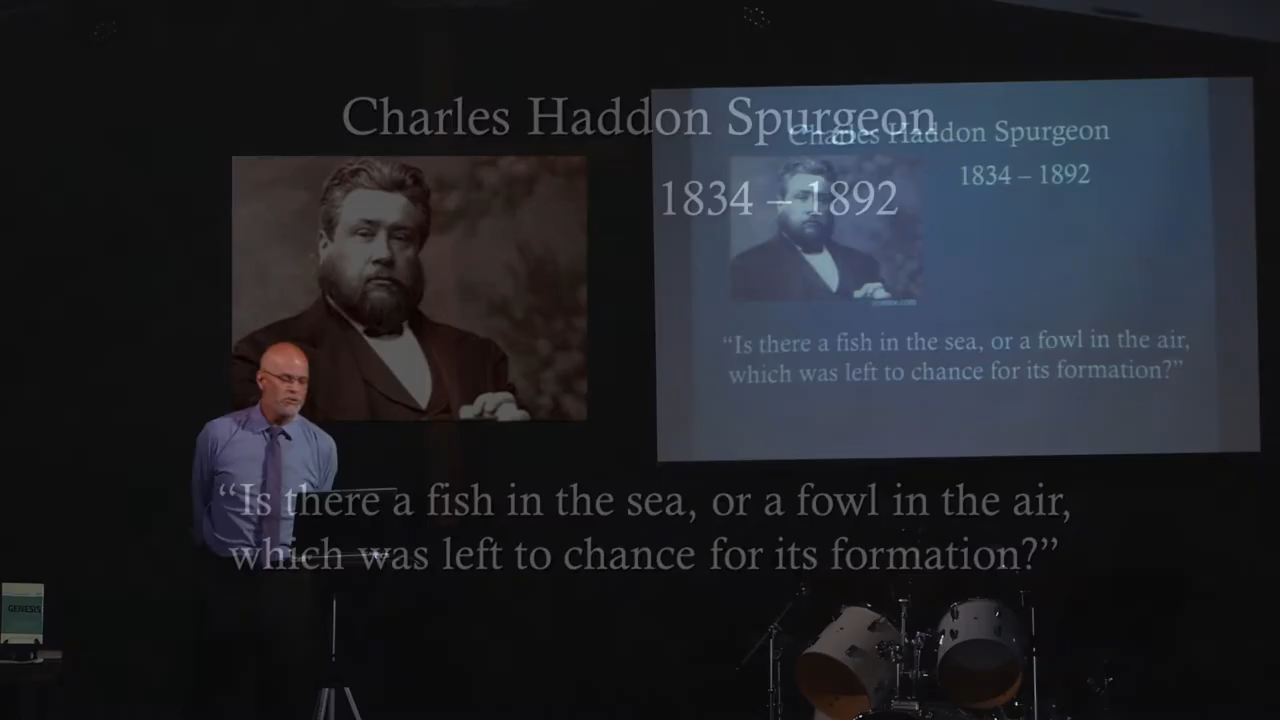 Charles Haddon Spurgeon
1834 – 1892
“Is there a fish in the sea, or a fowl in the air,
which was left to chance for its formation?”
Charles Haddon Spurgeon
1834 – 1892
“Is there a fish in the sea, or a fowl in the air,
which was left to chance for its formation?”
GENESIS